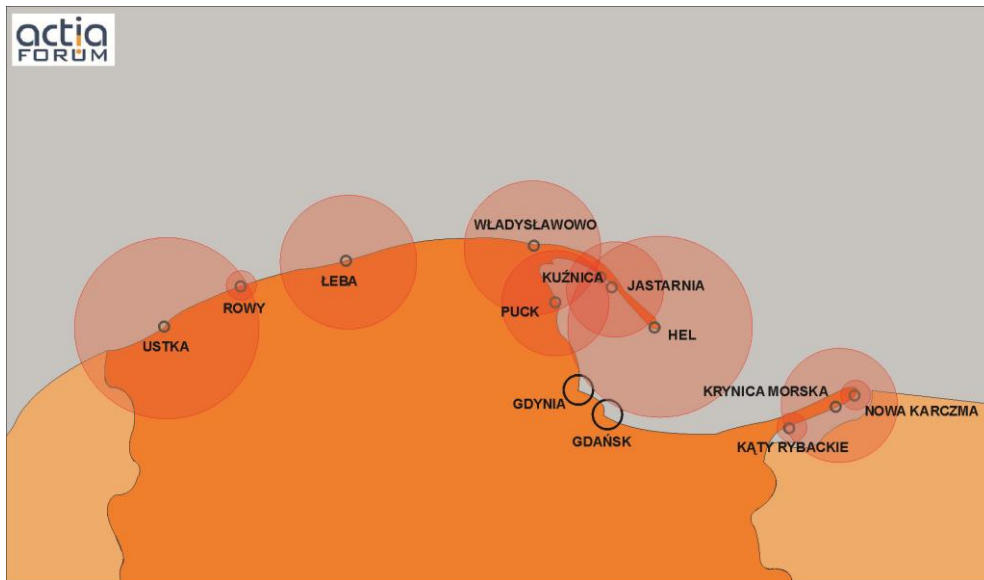 actia
FORUM
WŁADYSŁAWOWO
KUŹNICA
JASTARNIA
ŁEBA
ROWY
PUCK
HEL
USTKA
KRYNICA MORSKA
GDYNIA
NOWA KARCZMA
GDAŃSK
KĄTY RYBACKIE